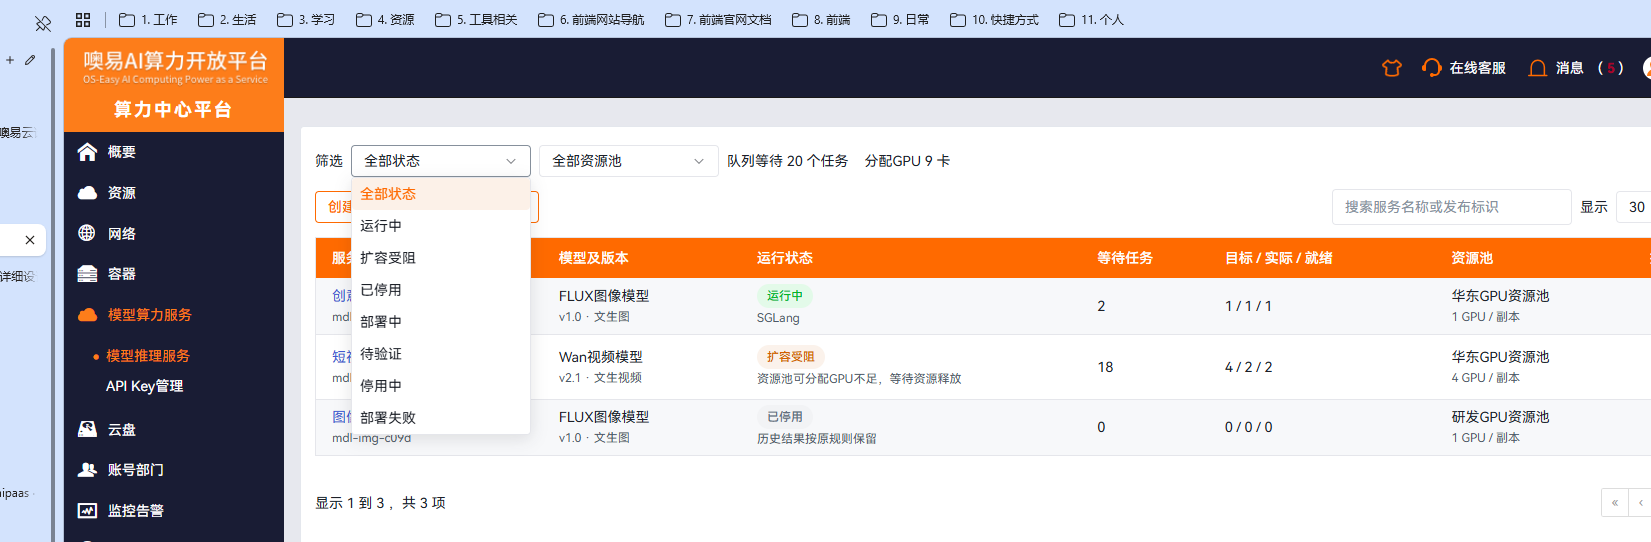 1. 工作
2. 生活
3. 学习
4. 资源
5. 工具相关
6. 前端网站导航
7. 前端官网文档
8. 前端
9. 日常
10. 快捷方式
11. 个人
噢易云
详细设
aipaas
噢易AI算力开放平台
OS-Easy AI Computing Power as a Service
算力中心平台
在线客服
消息 （5）
概要
资源
网络
容器
模型算力服务
模型推理服务
API Key管理
云盘
账号部门
监控告警
筛选
全部状态
全部资源池
队列等待 20 个任务
分配GPU 9 卡
全部状态
运行中
扩容受阻
已停用
部署中
待验证
停用中
部署失败
创建
搜索服务名称或发布标识
显示
30
服务 模型及版本 运行状态 等待任务 目标 / 实际 / 就绪 资源池
FLUX图像模型 运行中 2 1 / 1 / 1 华东GPU资源池
v1.0 · 文生图 SGLang 1 GPU / 副本
Wan视频模型 扩容受阻 18 4 / 2 / 2 华东GPU资源池
v2.1 · 文生视频 资源池可分配GPU不足，等待资源释放 4 GPU / 副本
FLUX图像模型 已停用 0 0 / 0 / 0 研发GPU资源池
mdl-img-c09d v1.0 · 文生图 历史结果按原规则保留 1 GPU / 副本
显示 1 到 3 ，共 3 项
« ‹